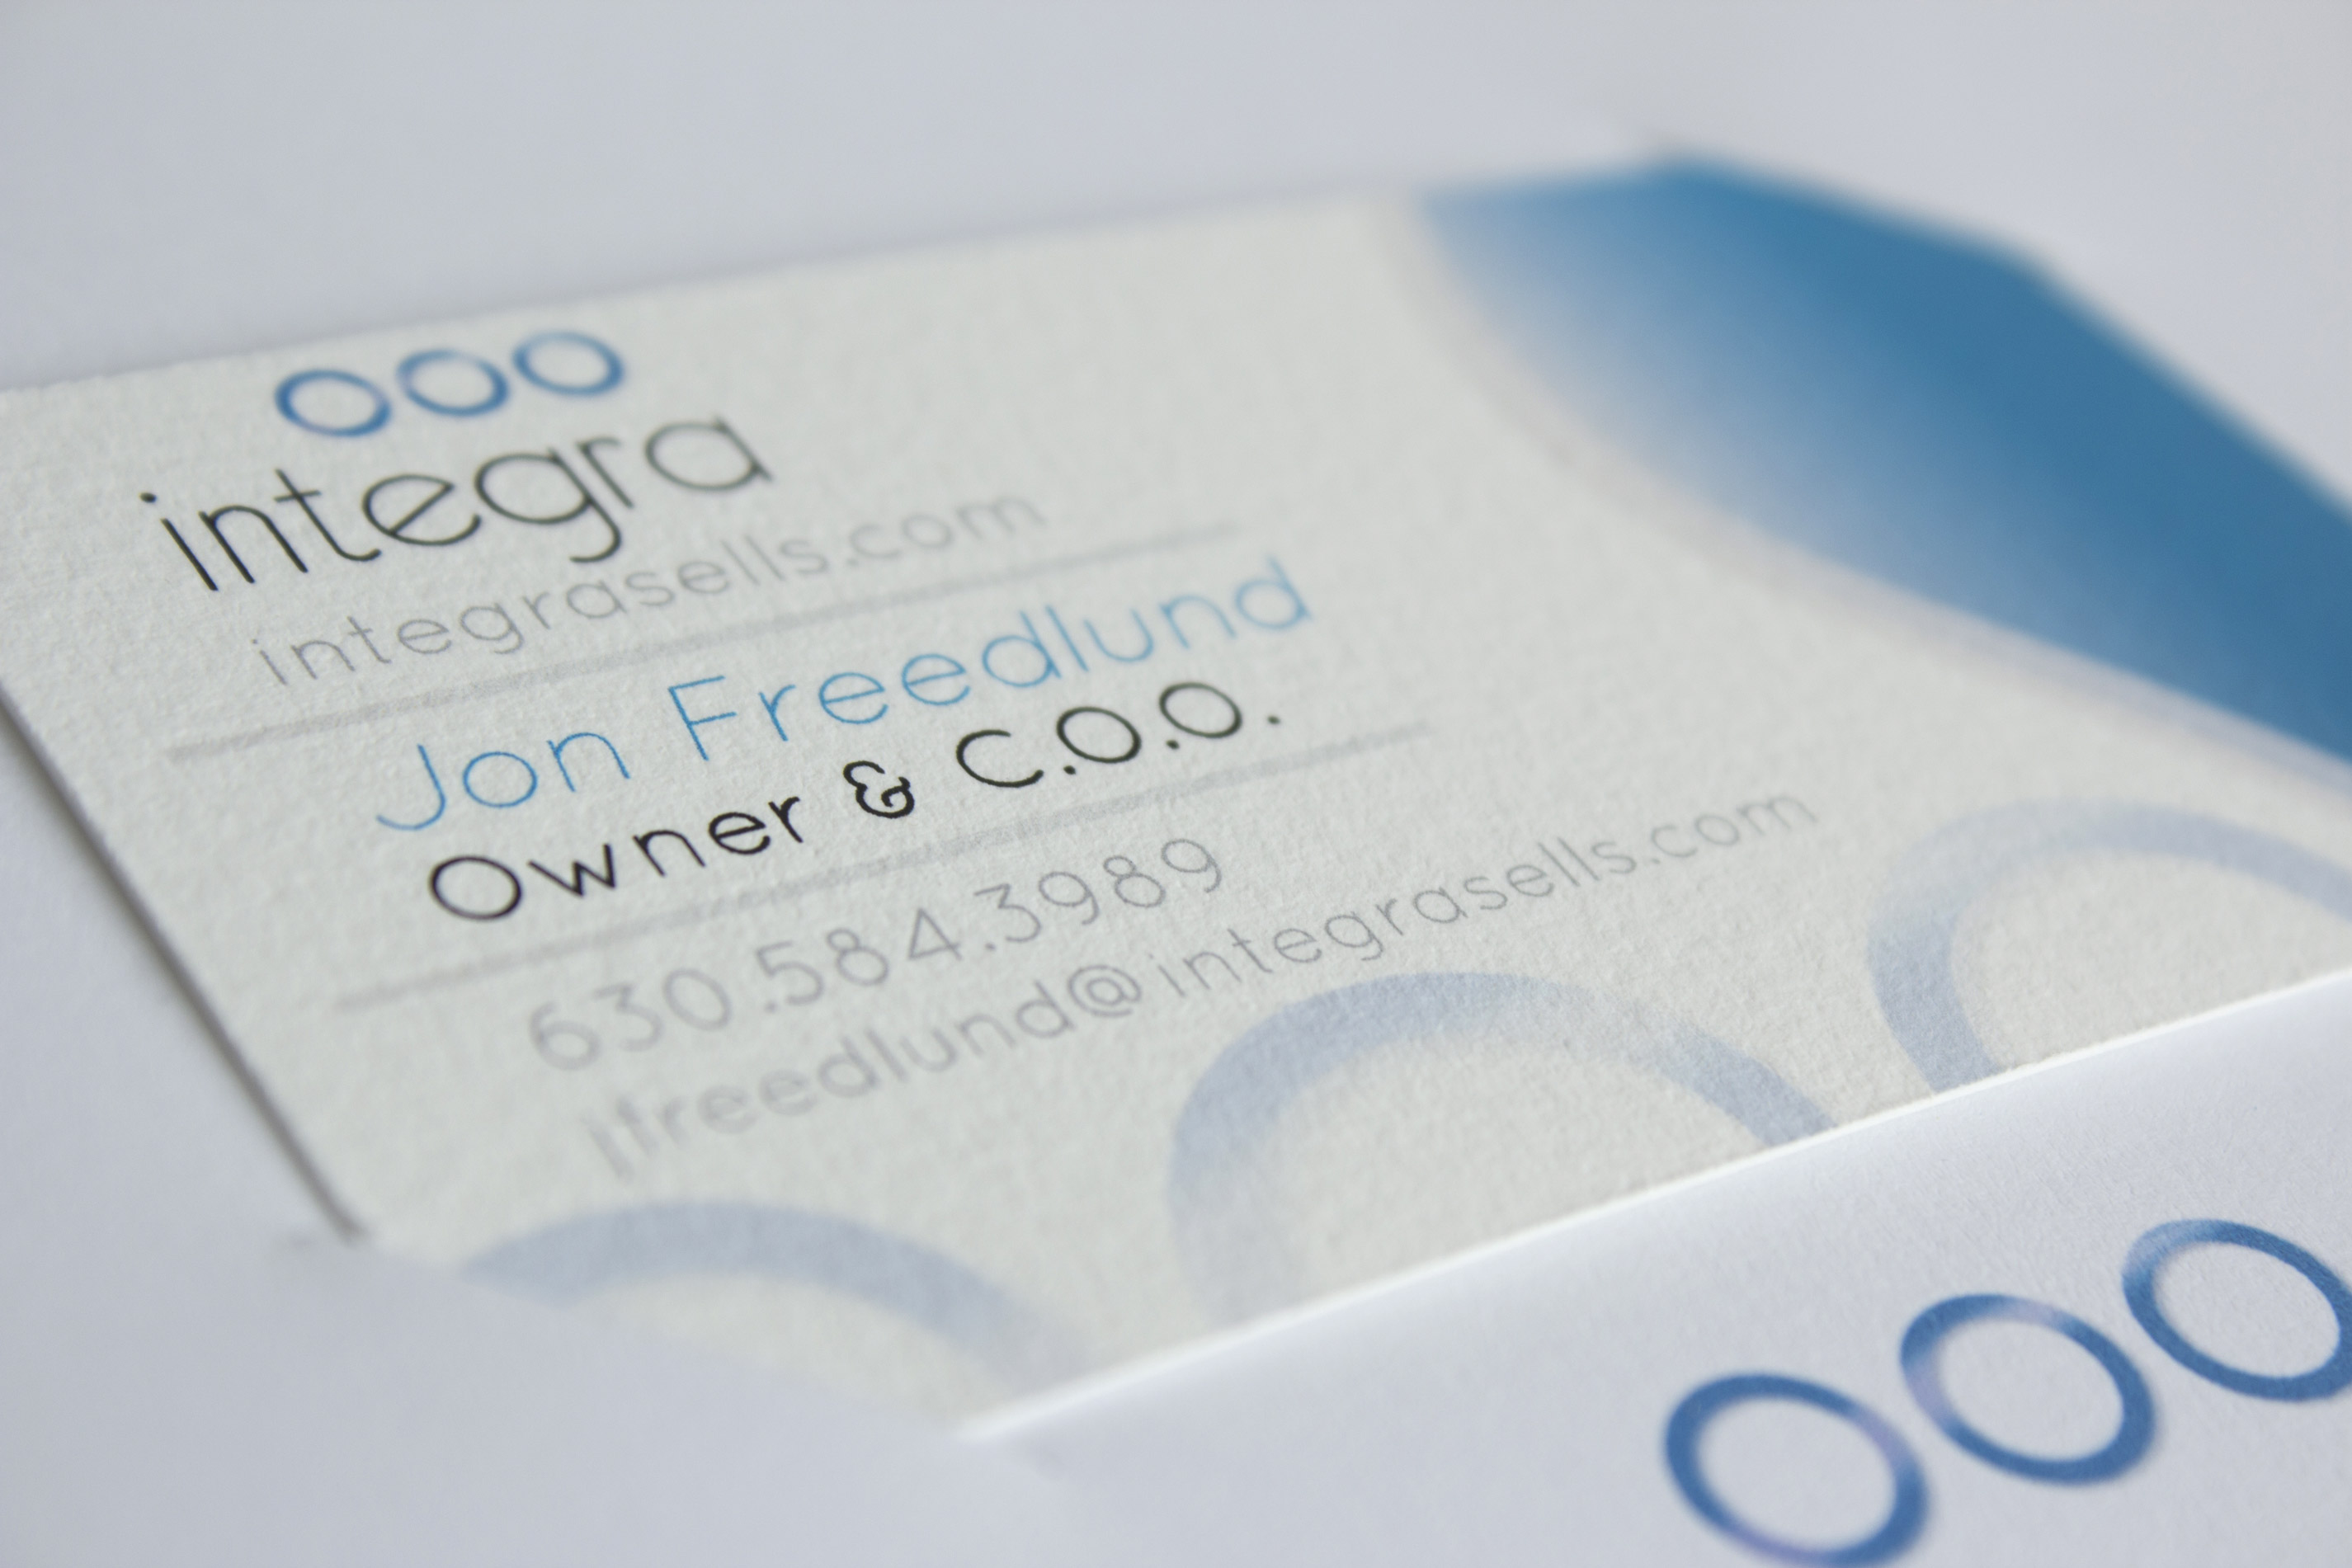 integra
integrasells.com
Jon Freedlund
Owner & C.O.O.
630.584.3989
jfreedlund@integrasells.com